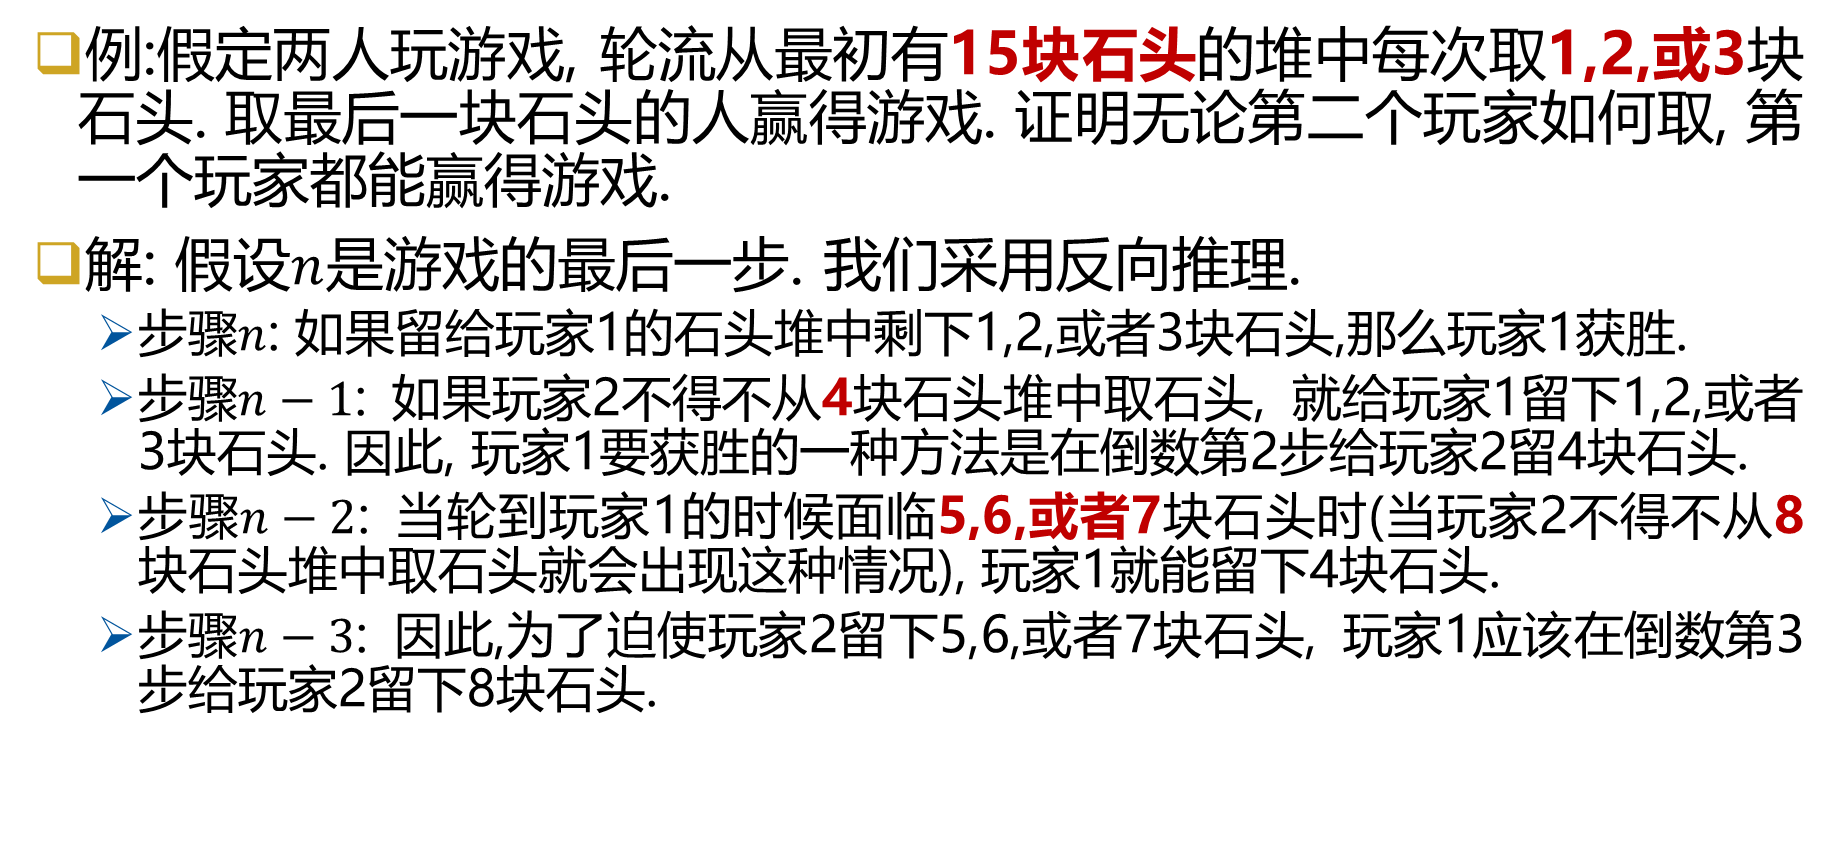 例:假定两人玩游戏, 轮流从最初有15块石头的堆中每次取1,2,或3块
石头. 取最后一块石头的人赢得游戏. 证明无论第二个玩家如何取, 第
一个玩家都能赢得游戏.
解: 假设n是游戏的最后一步. 我们采用反向推理.
步骤n: 如果留给玩家1的石头堆中剩下1,2,或者3块石头,那么玩家1获胜.
步骤n − 1: 如果玩家2不得不从4块石头堆中取石头, 就给玩家1留下1,2,或者
3块石头. 因此, 玩家1要获胜的一种方法是在倒数第2步给玩家2留4块石头.
步骤n − 2: 当轮到玩家1的时候面临5,6,或者7块石头时(当玩家2不得不从8
块石头堆中取石头就会出现这种情况), 玩家1就能留下4块石头.
步骤n − 3: 因此,为了迫使玩家2留下5,6,或者7块石头, 玩家1应该在倒数第3
步给玩家2留下8块石头.